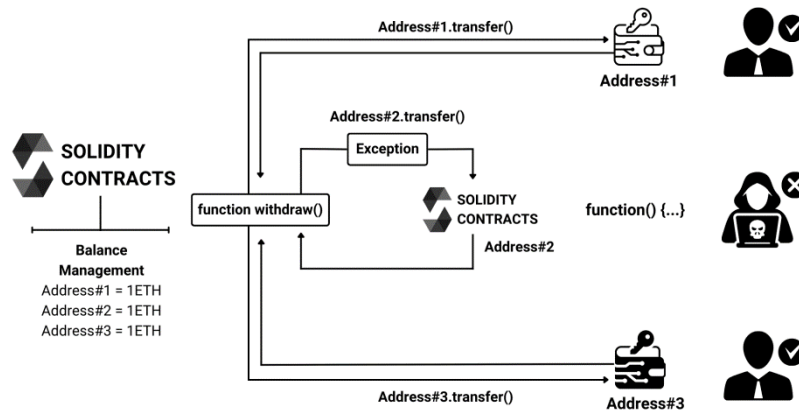 Address#1.transfer()
Address#1
Address#2.transfer()
Exception
SOLIDITY
CONTRACTS
function withdraw()
SOLIDITY
CONTRACTS
Address#2
function() {...}
Balance
Management
Address#1 = 1ETH
Address#2 = 1ETH
Address#3 = 1ETH
Address#3.transfer()
Address#3